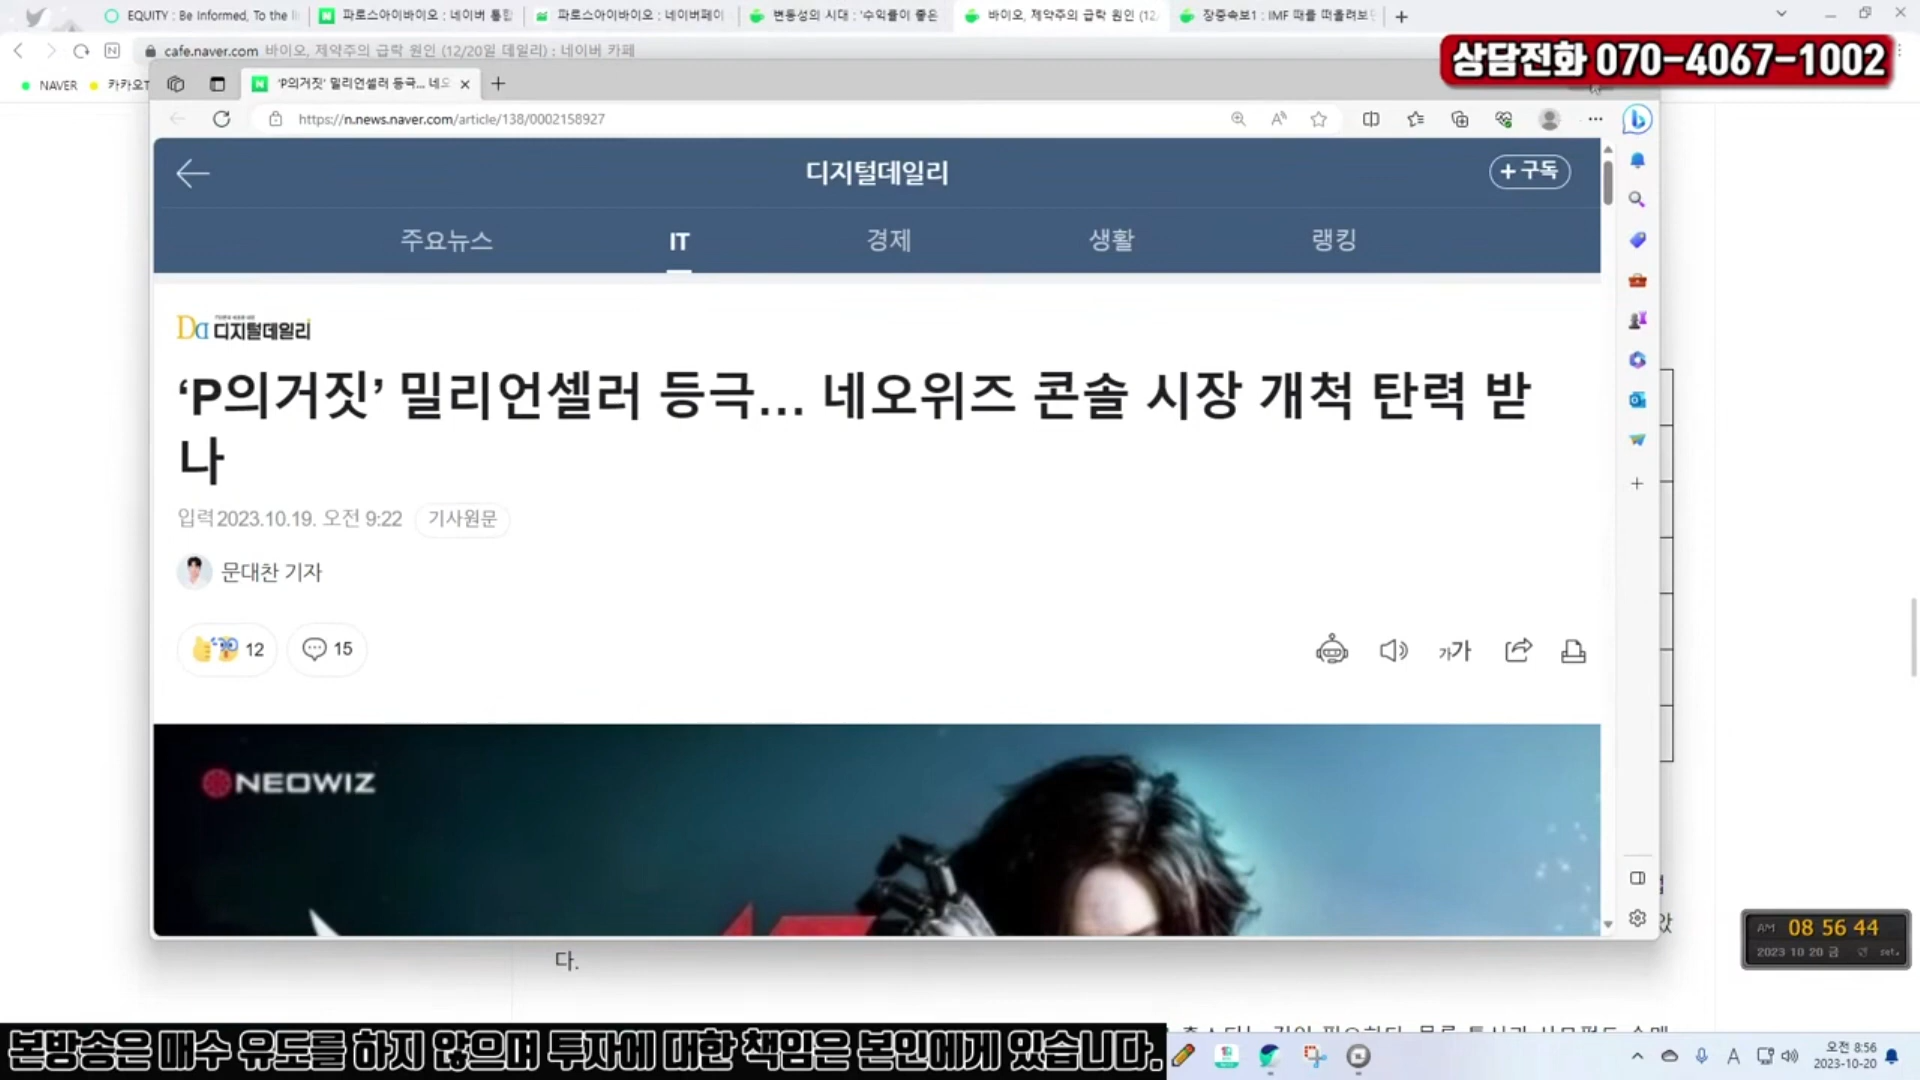 EQUITY : Be Informed, To the
파로스아이바이오 : 네이버 통합
파로스아이바이오 : 네이버페이
변동성의 시대 : '수익률이 좋은
바이오, 제약주의 급락 원인 (12/
장중속보1 : IMF 때를 떠올려보
cafe.naver.com 바이오, 제약주의 급락 원인 (12/20일 데일리) : 네이버 카페
상담전화 070-4067-1002
NAVER
카카오T
'P의거짓' 밀리언셀러 등극... 네오
https://n.news.naver.com/article/138/0002158927
디지털데일리
+ 구독
주요뉴스 IT 경제 생활 랭킹
Dd 디지털데일리
‘P의거짓’ 밀리언셀러 등극... 네오위즈 콘솔 시장 개척 탄력 받
나
입력 2023.10.19. 오전 9:22 기사원문
문대찬 기자
12
15
가가
NEOWIZ
AM 08 56 44
2023 10 20 금 set.
다.
본방송은 매수 유도를 하지 않으며 투자에 대한 책임은 본인에게 있습니다.
A
오전 8:56
2023-10-20